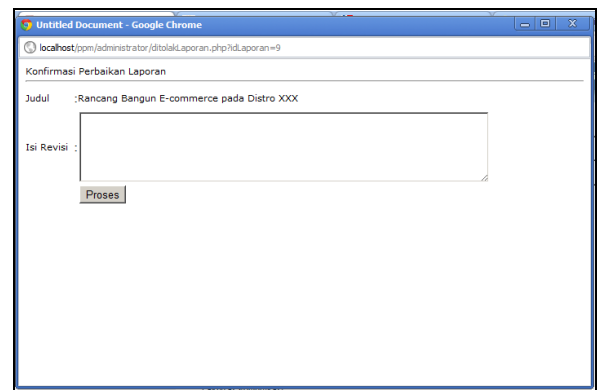 Untitled Document - Google Chrome
localhost/ppm/administrator/ditolakLaporan.php?idLaporan=9
Konfirmasi Perbaikan Laporan
Judul :Rancang Bangun E-commerce pada Distro XXX
Isi Revisi :
Proses